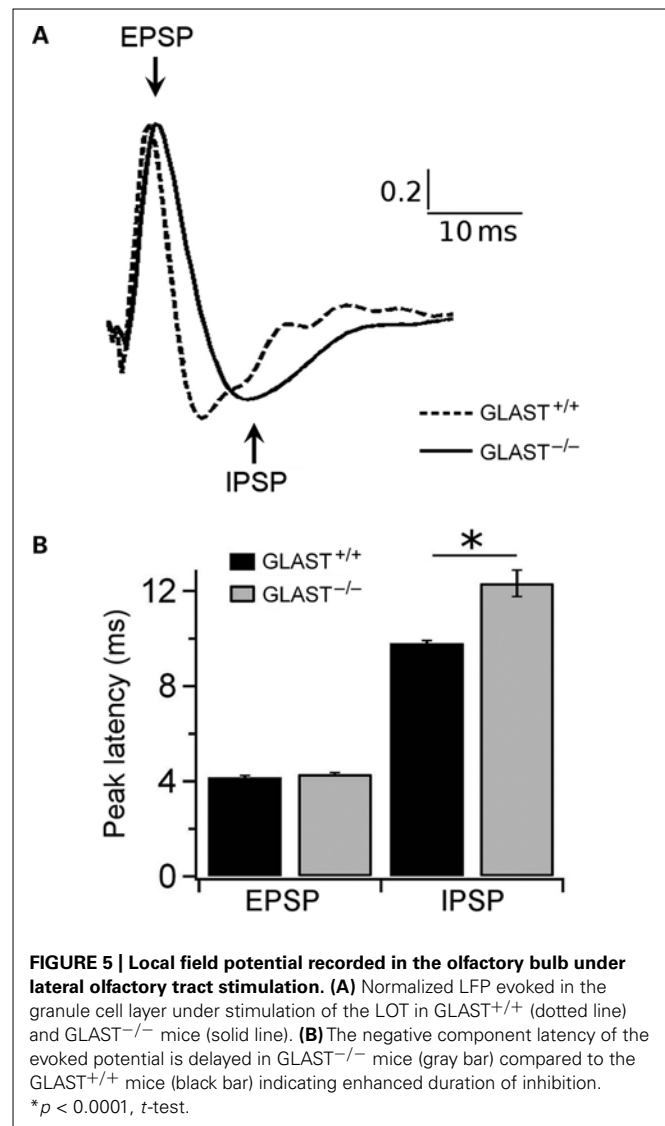 A
EPSP
0.2
10 ms
GLAST+/+
GLAST−/−
IPSP
B
GLAST+/+
GLAST−/−
*
12
8
4
0
Peak latency (ms)
EPSP
IPSP
FIGURE 5 | Local field potential recorded in the olfactory bulb under
lateral olfactory tract stimulation. (A) Normalized LFP evoked in the
granule cell layer under stimulation of the LOT in GLAST+/+ (dotted line)
and GLAST−/− mice (solid line). (B) The negative component latency of the
evoked potential is delayed in GLAST−/− mice (gray bar) compared to the
GLAST+/+ mice (black bar) indicating enhanced duration of inhibition.
*p < 0.0001, t-test.